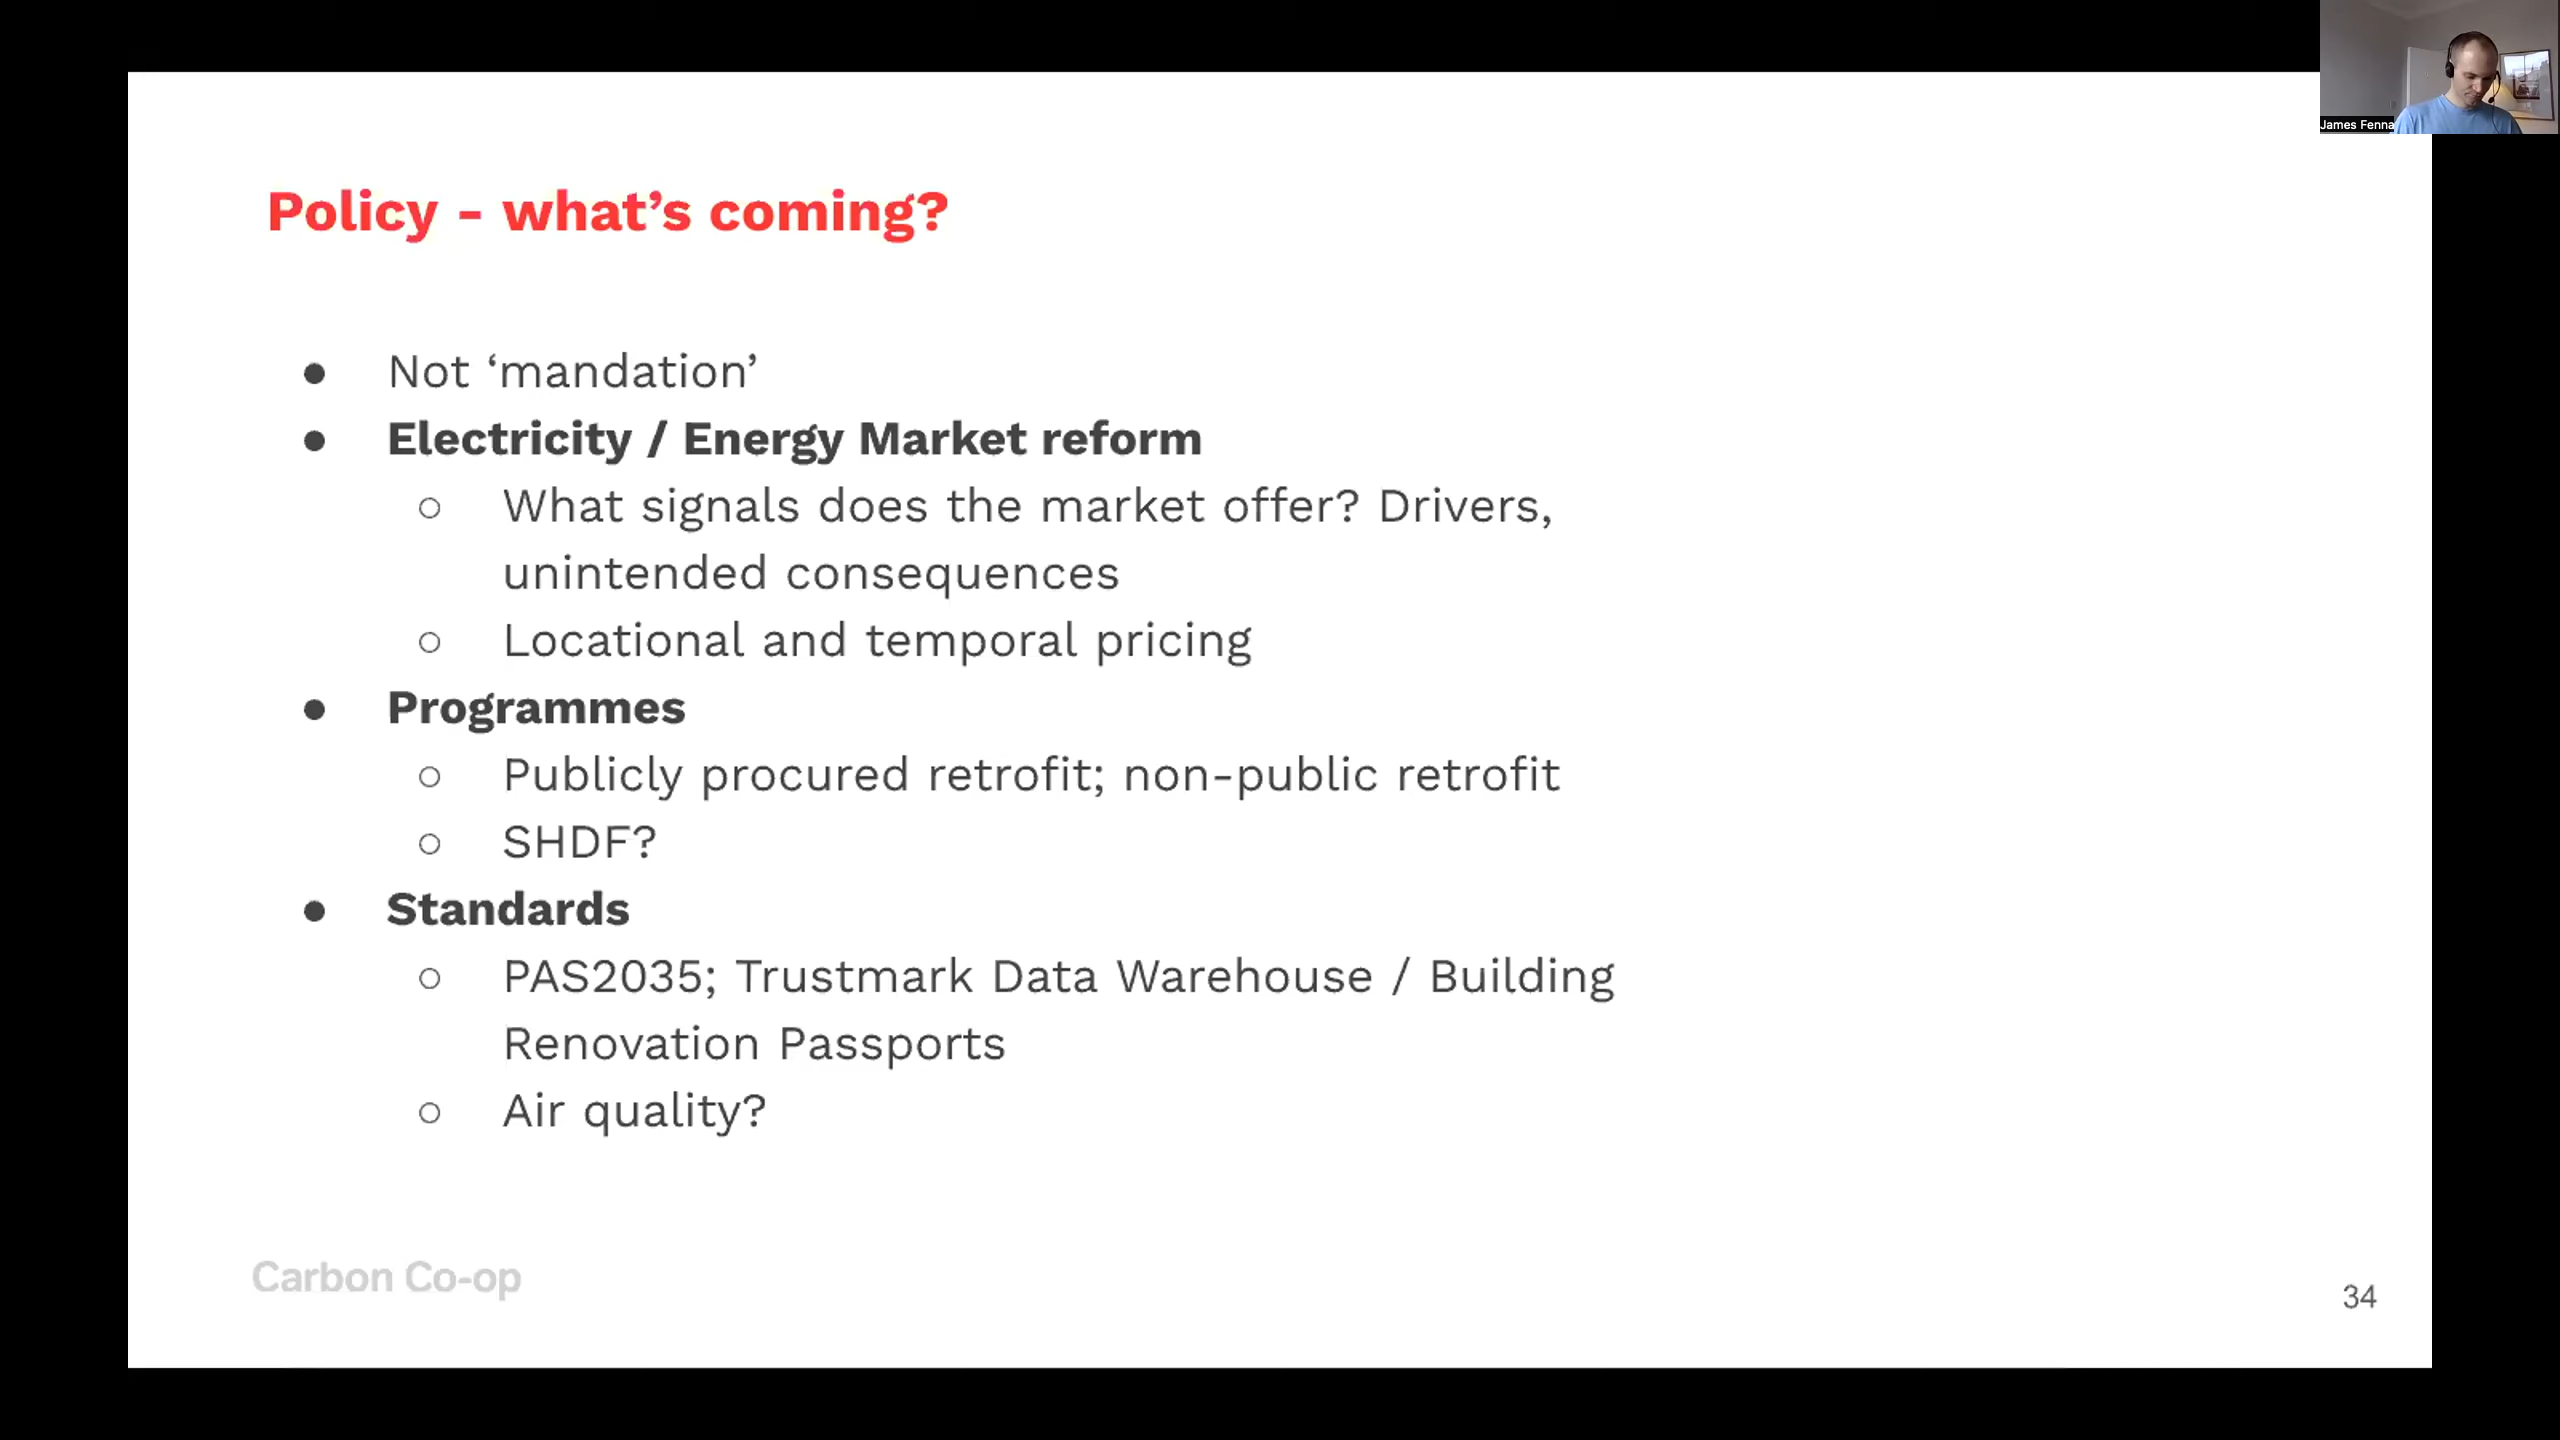 James Fenna
Policy - what’s coming?
● Not ‘mandation’
● Electricity / Energy Market reform
○ What signals does the market offer? Drivers,
unintended consequences
○ Locational and temporal pricing
● Programmes
○ Publicly procured retrofit; non-public retrofit
○ SHDF?
● Standards
○ PAS2035; Trustmark Data Warehouse / Building
Renovation Passports
○ Air quality?
Carbon Co-op
34